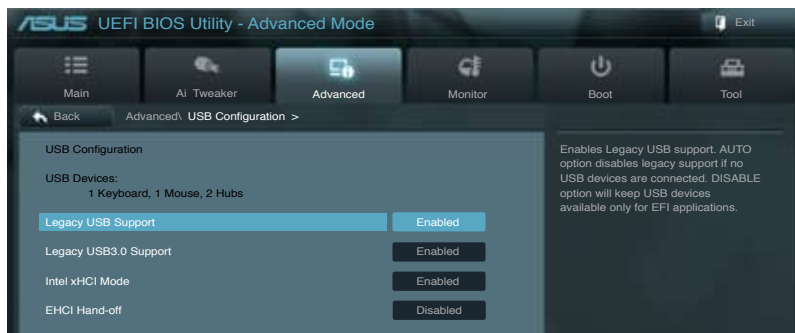 ASUS UEFI BIOS Utility - Advanced Mode
Exit
Main
Ai Tweaker
Advanced
Monitor
Boot
Tool
Back
Advanced\ USB Configuration >
USB Configuration
USB Devices:
1 Keyboard, 1 Mouse, 2 Hubs
Legacy USB Support Enabled
Legacy USB3.0 Support Enabled
Intel xHCI Mode Enabled
EHCI Hand-off Disabled
Enables Legacy USB support. AUTO
option disables legacy support if no
USB devices are connected. DISABLE
option will keep USB devices
available only for EFI applications.